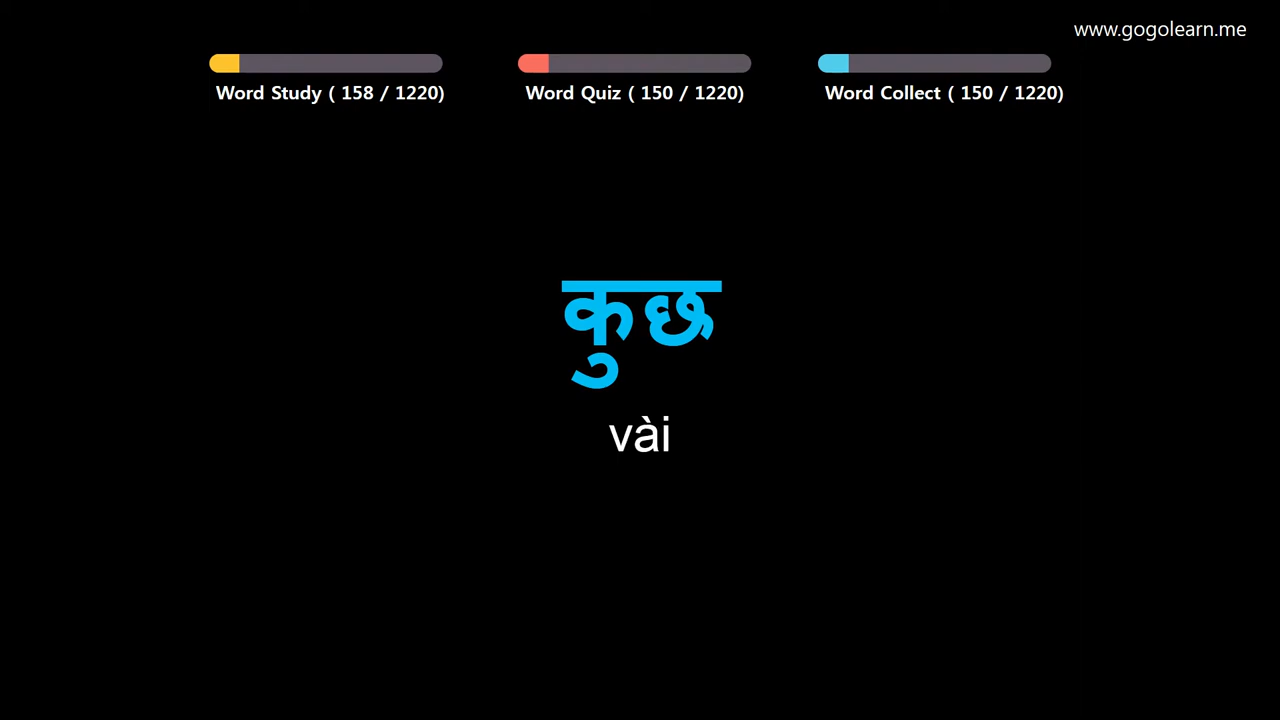 www.gogolearn.me
Word Study ( 158 / 1220)
Word Quiz ( 150 / 1220)
Word Collect ( 150 / 1220)
कुछ
vài